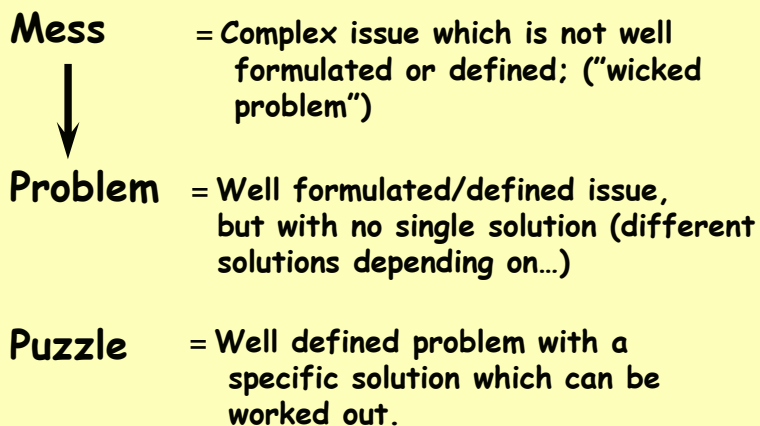 Mess = Complex issue which is not well
formulated or defined; ("wicked
problem")
Problem = Well formulated/defined issue,
but with no single solution (different
solutions depending on…)
Puzzle = Well defined problem with a
specific solution which can be
worked out.